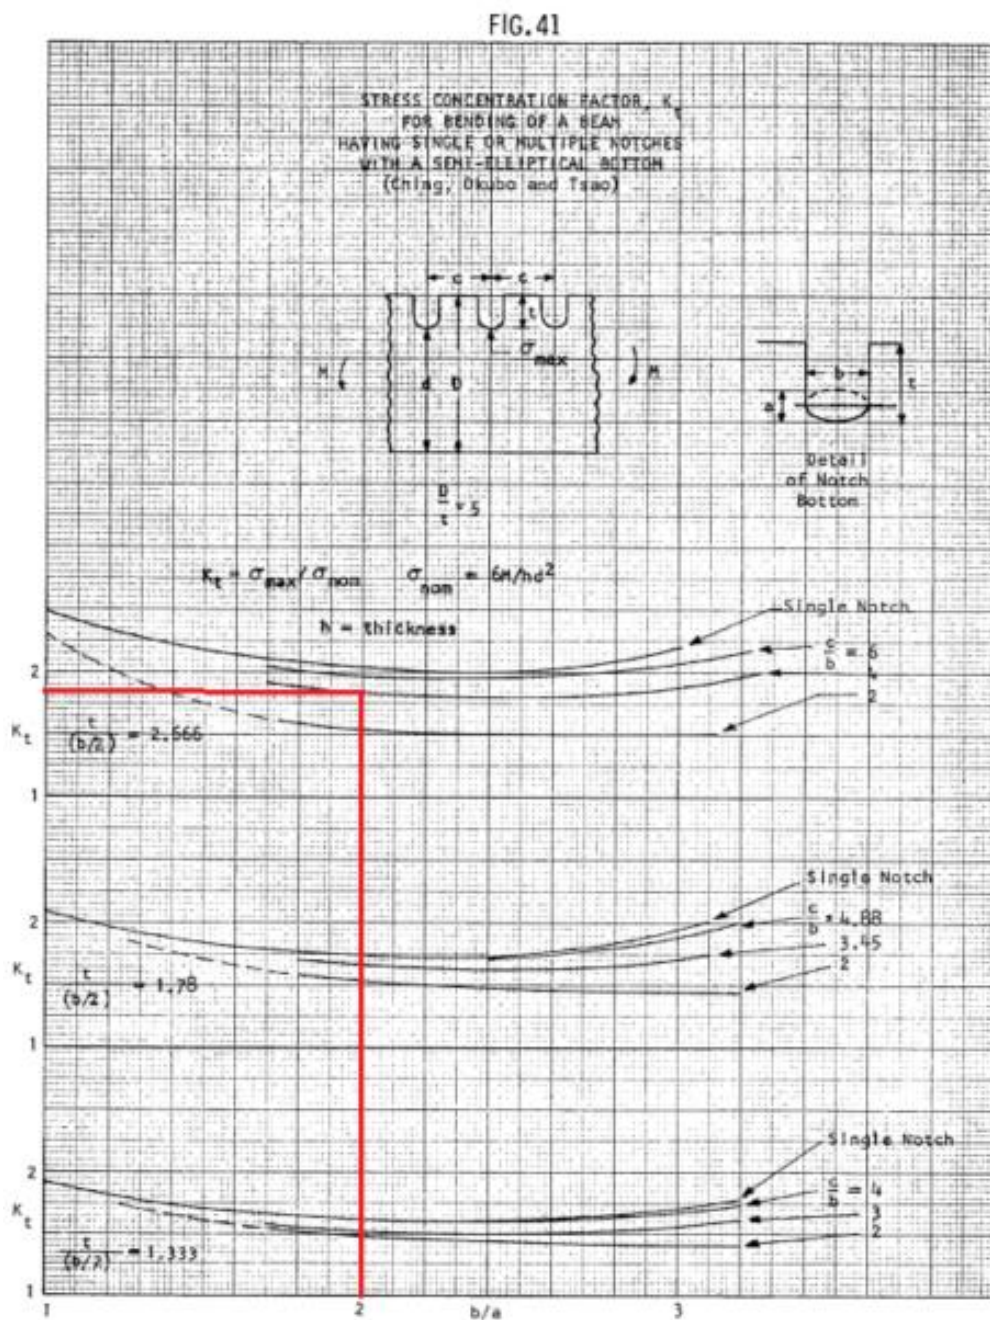 FIG.41
STRESS CONCENTRATION FACTOR, Kt
FOR BENDING OF A BEAM
HAVING SINGLE OR MULTIPLE NOTCHES
WITH A SEMI-ELLIPTICAL BOTTOM
(Ching, Okubo and Tsao)
c c
t
σmax
M d D M
b
t
a
Detail
of Notch
Bottom
D/t = 5
Kt = σmax/σnom σnom = 6M/hd²
h = thickness
Single Notch
c/b = 6
4
2
2
Kt
t/(b/2) = 2.666
1
Single Notch
c/b = 4.88
3.45
2
2
Kt
t/(b/2) = 1.78
1
Single Notch
c/b = 4
3
2
2
Kt
t/(b/2) = 1.333
1
1 2 b/a 3